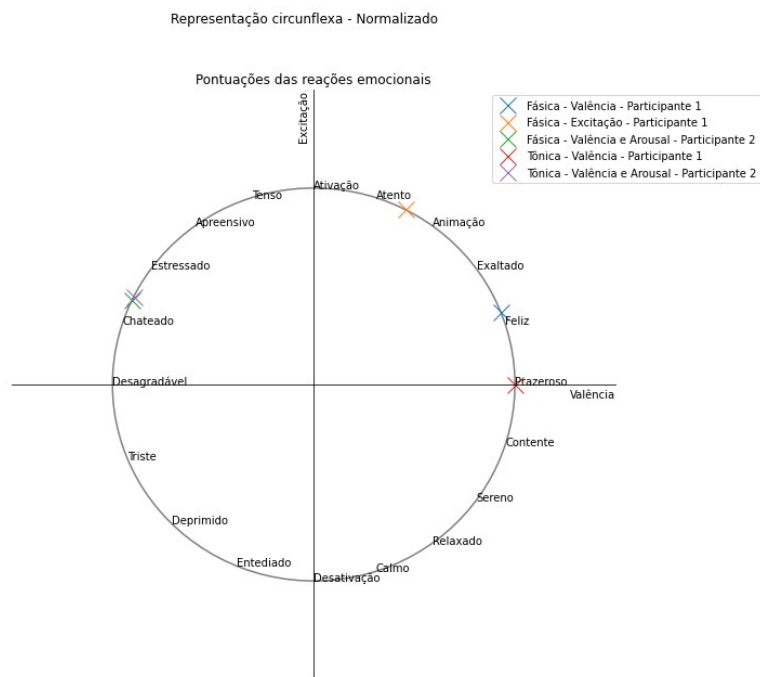 Representação circunflexa - Normalizado
Pontuações das reações emocionais
Excitação
Fásica - Valência - Participante 1
Fásica - Excitação - Participante 1
Fásica - Valência e Arousal - Participante 2
Tônica - Valência - Participante 1
Tônica - Valência e Arousal - Participante 2
Ativação
Tenso
Atento
Apreensivo
Animação
Estressado
Exaltado
Chateado
Feliz
Desagradável
Prazeroso
Valência
Contente
Triste
Sereno
Deprimido
Relaxado
Entediado
Calmo
Desativação